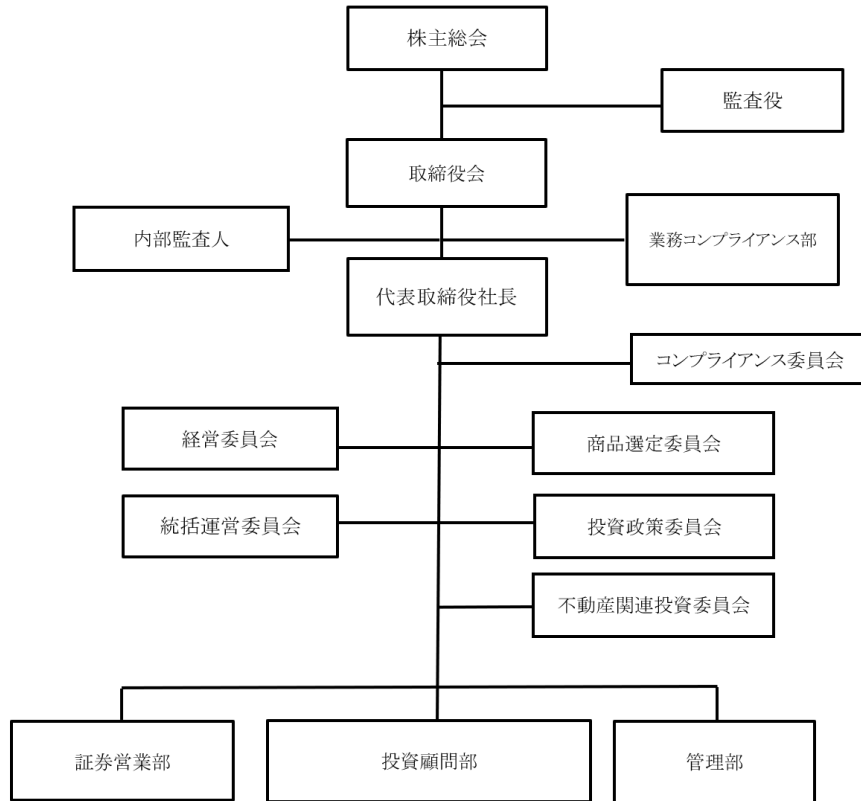 株主総会
監査役
取締役会
内部監査人
業務コンプライアンス部
代表取締役社長
コンプライアンス委員会
経営委員会
商品選定委員会
統括運営委員会
投資政策委員会
不動産関連投資委員会
証券営業部
投資顧問部
管理部